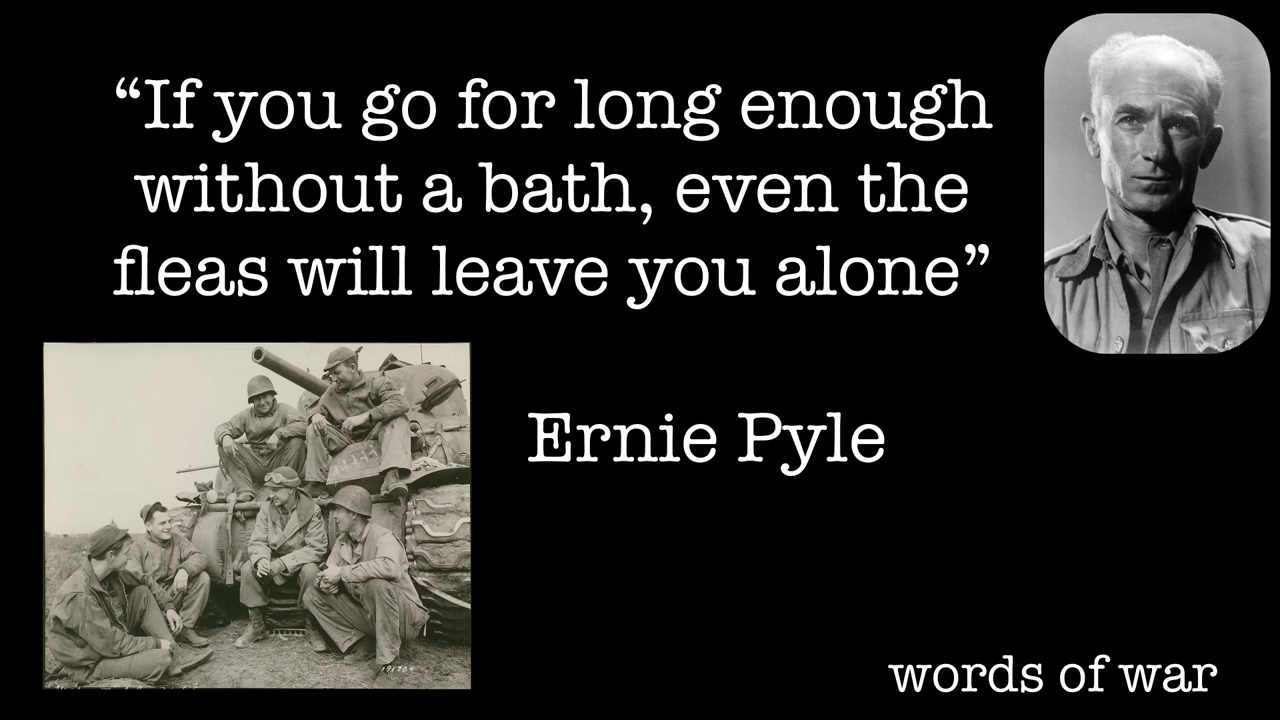 “If you go for long enough
without a bath, even the
fleas will leave you alone”
Ernie Pyle
191704
words of war